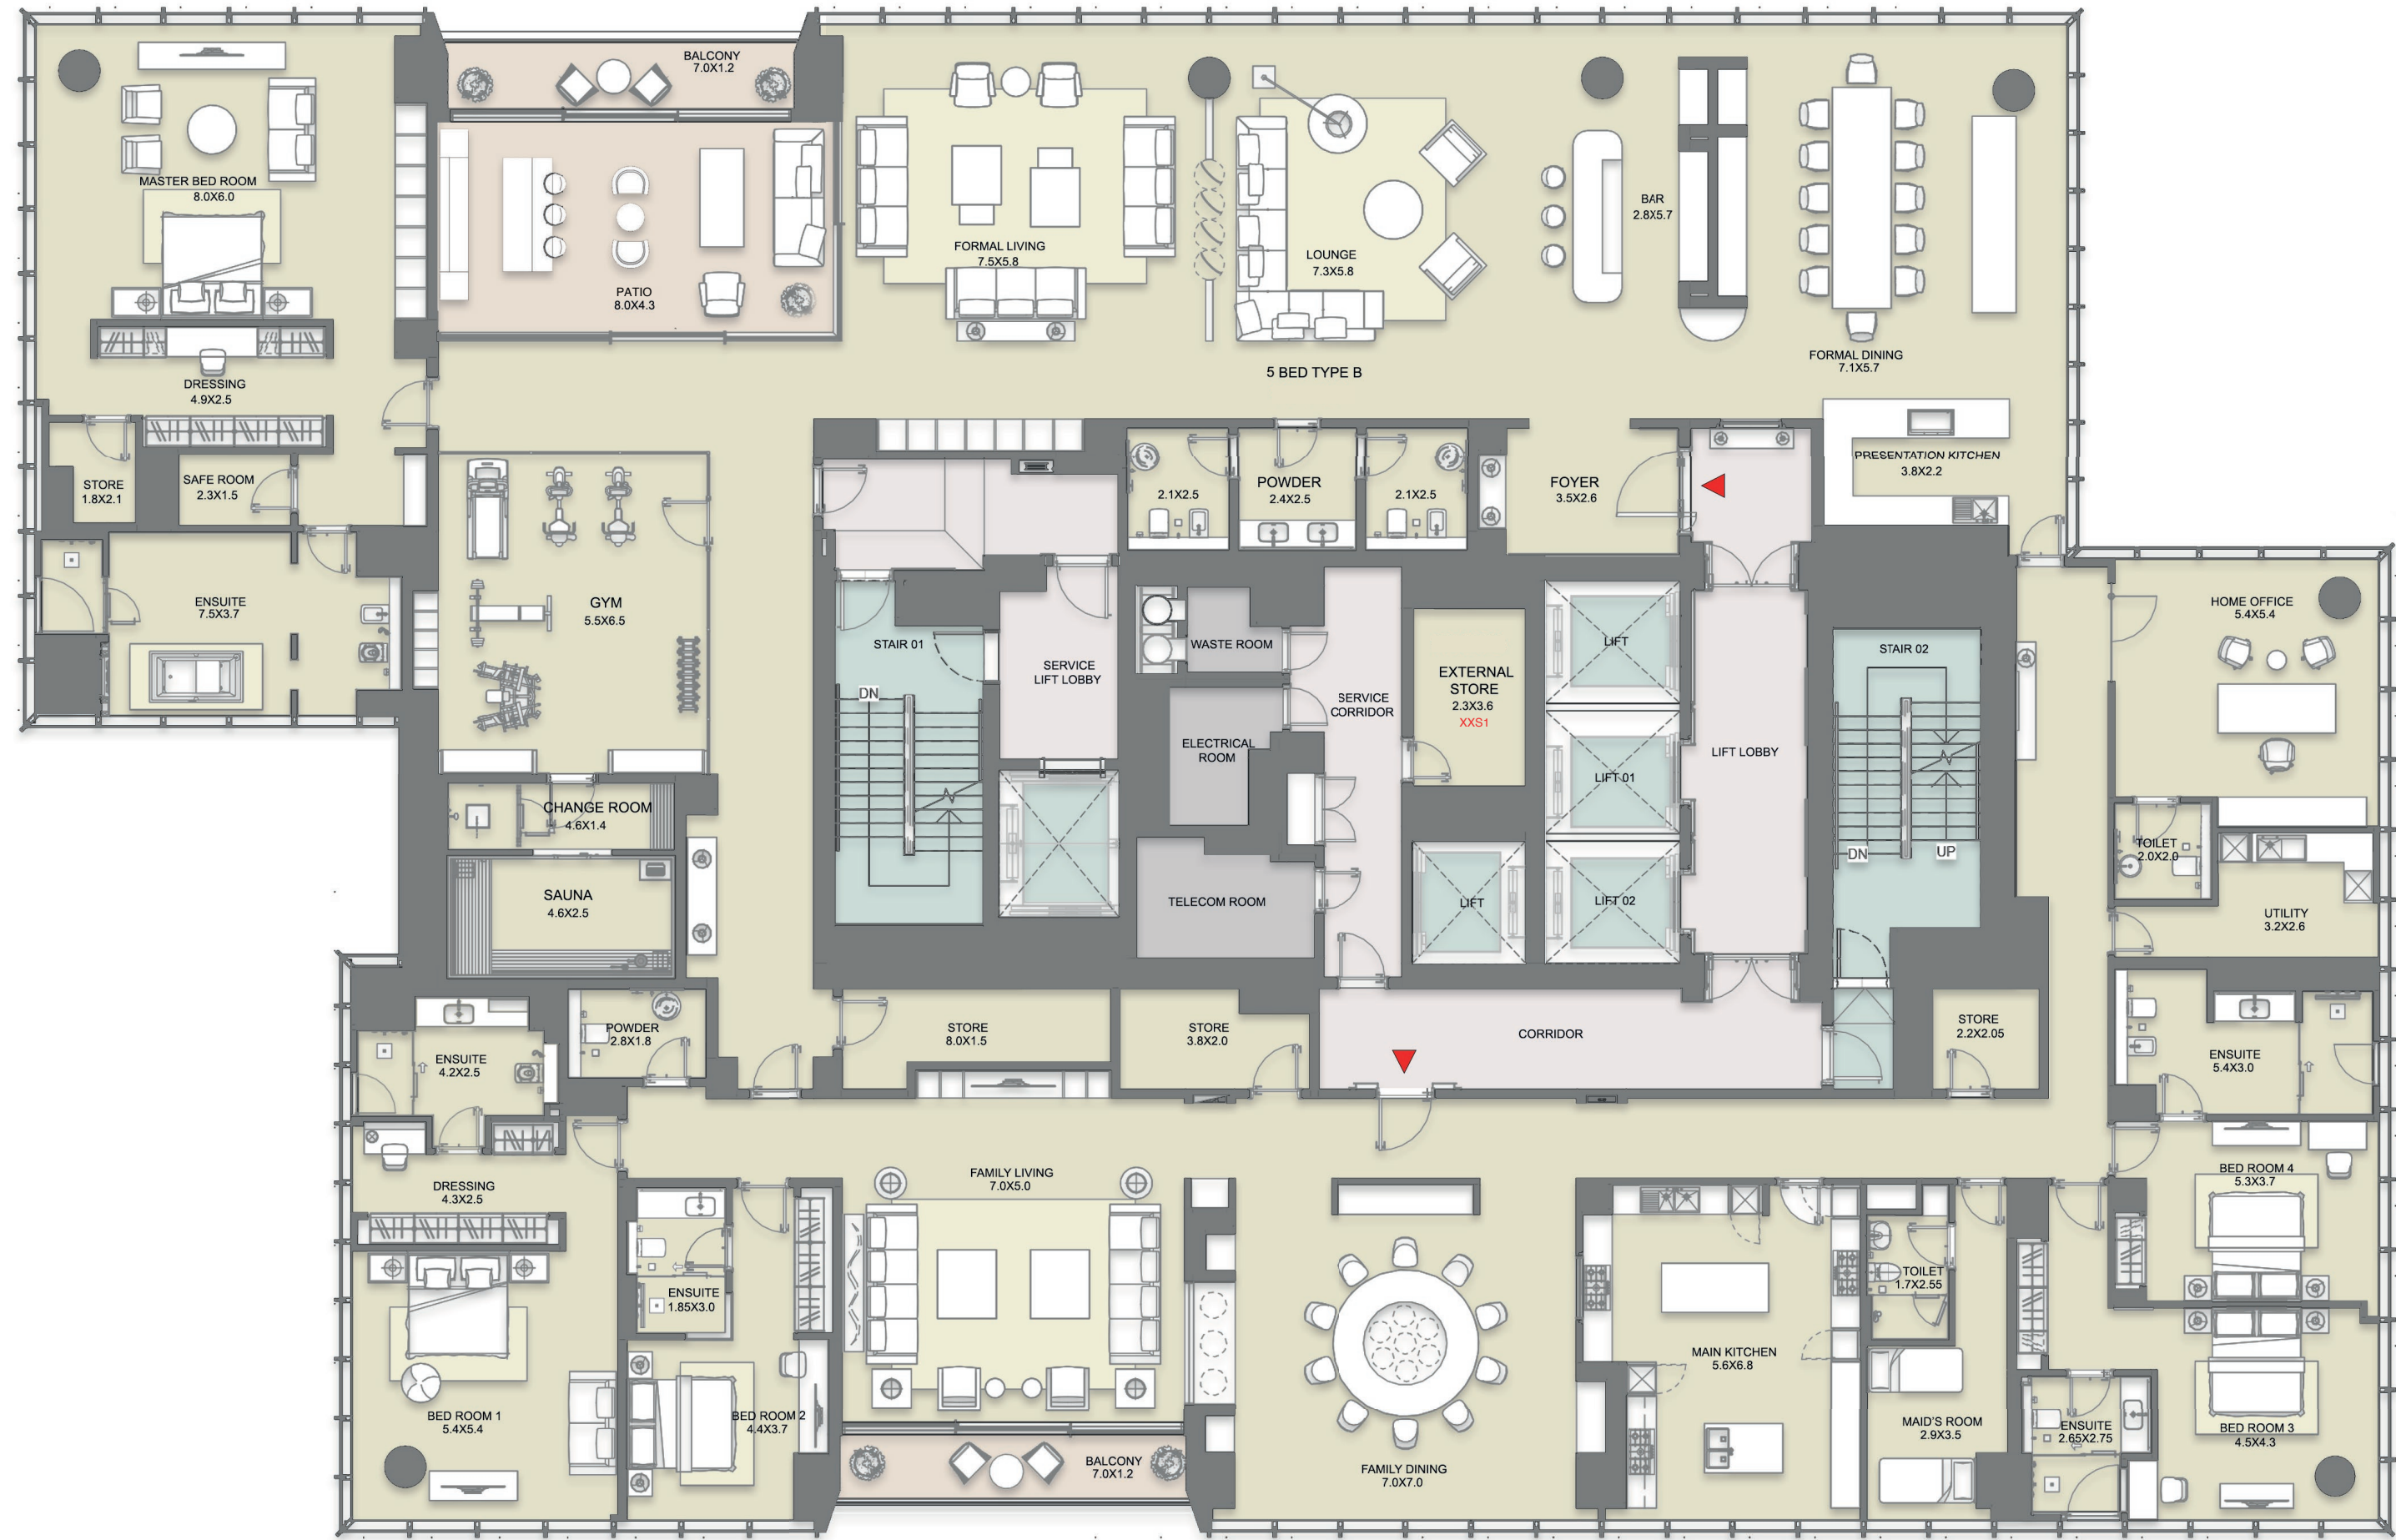 BALCONY
7.0X1.2
MASTER BED ROOM
8.0X6.0
PATIO
8.0X4.3
FORMAL LIVING
7.5X5.8
LOUNGE
7.3X5.8
BAR
2.8X5.7
FORMAL DINING
7.1X5.7
5 BED TYPE B
DRESSING
4.9X2.5
STORE
1.8X2.1
SAFE ROOM
2.3X1.5
2.1X2.5
POWDER
2.4X2.5
2.1X2.5
FOYER
3.5X2.6
PRESENTATION KITCHEN
3.8X2.2
ENSUITE
7.5X3.7
GYM
5.5X6.5
STAIR 01
DN
SERVICE
LIFT LOBBY
WASTE ROOM
ELECTRICAL
ROOM
SERVICE
CORRIDOR
EXTERNAL
STORE
2.3X3.6
XXS1
LIFT
LIFT 01
LIFT LOBBY
STAIR 02
DN
UP
HOME OFFICE
5.4X5.4
CHANGE ROOM
4.6X1.4
SAUNA
4.6X2.5
TELECOM ROOM
LIFT
LIFT 02
TOILET
2.0X2.0
UTILITY
3.2X2.6
POWDER
2.8X1.8
ENSUITE
4.2X2.5
STORE
8.0X1.5
STORE
3.8X2.0
CORRIDOR
STORE
2.2X2.05
ENSUITE
5.4X3.0
DRESSING
4.3X2.5
FAMILY LIVING
7.0X5.0
BED ROOM 4
5.3X3.7
ENSUITE
1.85X3.0
TOILET
1.7X2.55
MAIN KITCHEN
5.6X6.8
BED ROOM 1
5.4X5.4
BED ROOM 2
4.4X3.7
BALCONY
7.0X1.2
FAMILY DINING
7.0X7.0
MAID'S ROOM
2.9X3.5
ENSUITE
2.65X2.75
BED ROOM 3
4.5X4.3